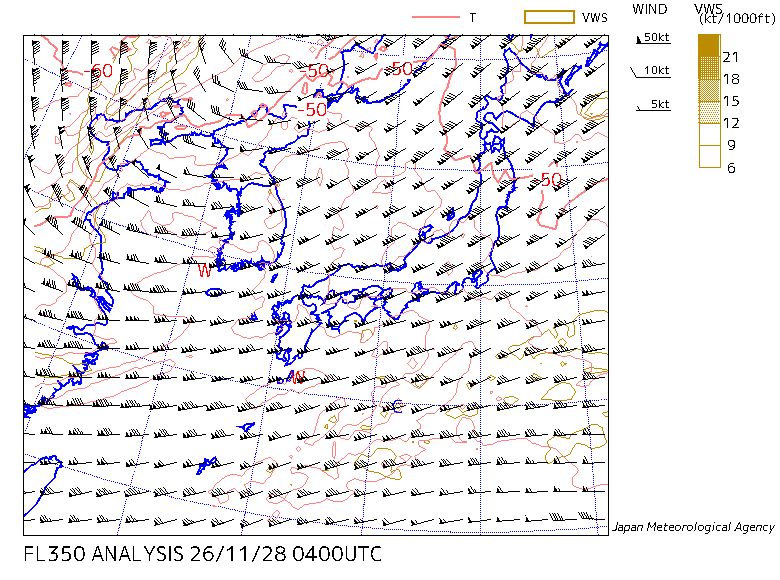 T VWS
WIND
50kt
10kt
5kt
VWS
(kt/1000ft)
21
18
15
12
9
6
60
-50
-50
-50
-50
W
W
C
Japan Meteorological Agency
FL350 ANALYSIS 26/11/28 0400UTC